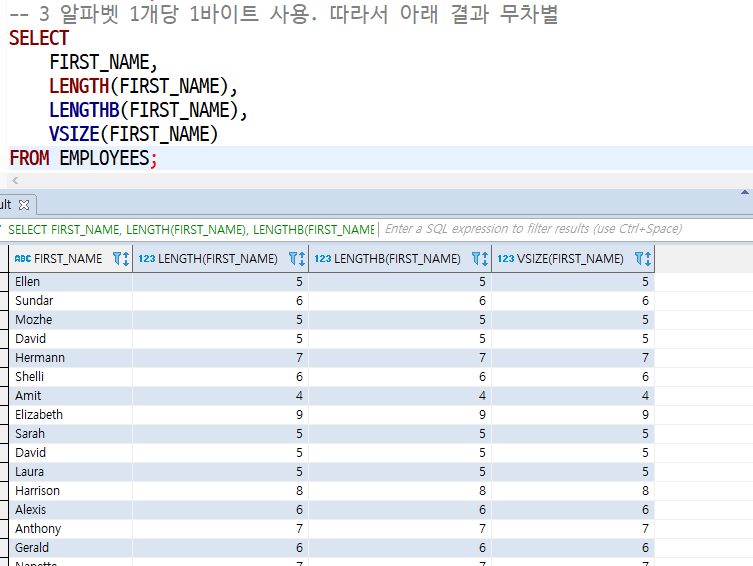 -- 3 알파벳 1개당 1바이트 사용. 따라서 아래 결과 무차별
SELECT
FIRST_NAME,
LENGTH(FIRST_NAME),
LENGTHB(FIRST_NAME),
VSIZE(FIRST_NAME)
FROM EMPLOYEES;
ult
SELECT FIRST_NAME, LENGTH(FIRST_NAME), LENGTHB(FIRST_NAME Enter a SQL expression to filter results (use Ctrl+Space)
ABC FIRST_NAME 123 LENGTH(FIRST_NAME) 123 LENGTHB(FIRST_NAME) 123 VSIZE(FIRST_NAME)
Ellen 5 5 5
Sundar 6 6 6
Mozhe 5 5 5
David 5 5 5
Hermann 7 7 7
Shelli 6 6 6
Amit 4 4 4
Elizabeth 9 9 9
Sarah 5 5 5
David 5 5 5
Laura 5 5 5
Harrison 8 8 8
Alexis 6 6 6
Anthony 7 7 7
Gerald 6 6 6
Nanette 7 7 7